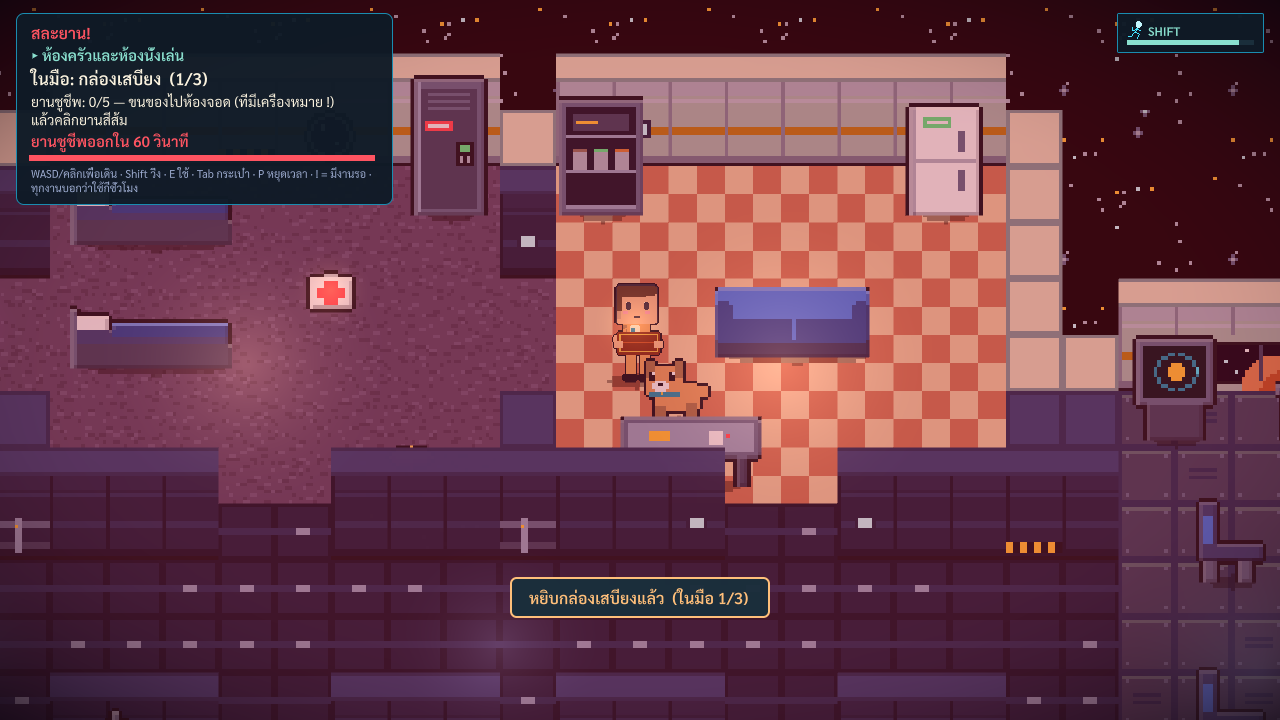 สละยาน!
‣ ห้องครัวและห้องนั่งเล่น
ในมือ: กล่องเสบียง (1/3)
ยานชูชีพ: 0/5 — ขนของไปห้องจอด (ที่มีเครื่องหมาย !)
แล้วคลิกยานสีส้ม
ยานชูชีพออกใน 60 วินาที
WASD/คลิกเพื่อเดิน · Shift วิ่ง · E ใช้ · Tab กระเป๋า · P หยุดเวลา · ! = มีงานรอ ·
ทุกงานบอกว่าใช้กี่ชั่วโมง
SHIFT
หยิบกล่องเสบียงแล้ว (ในมือ 1/3)